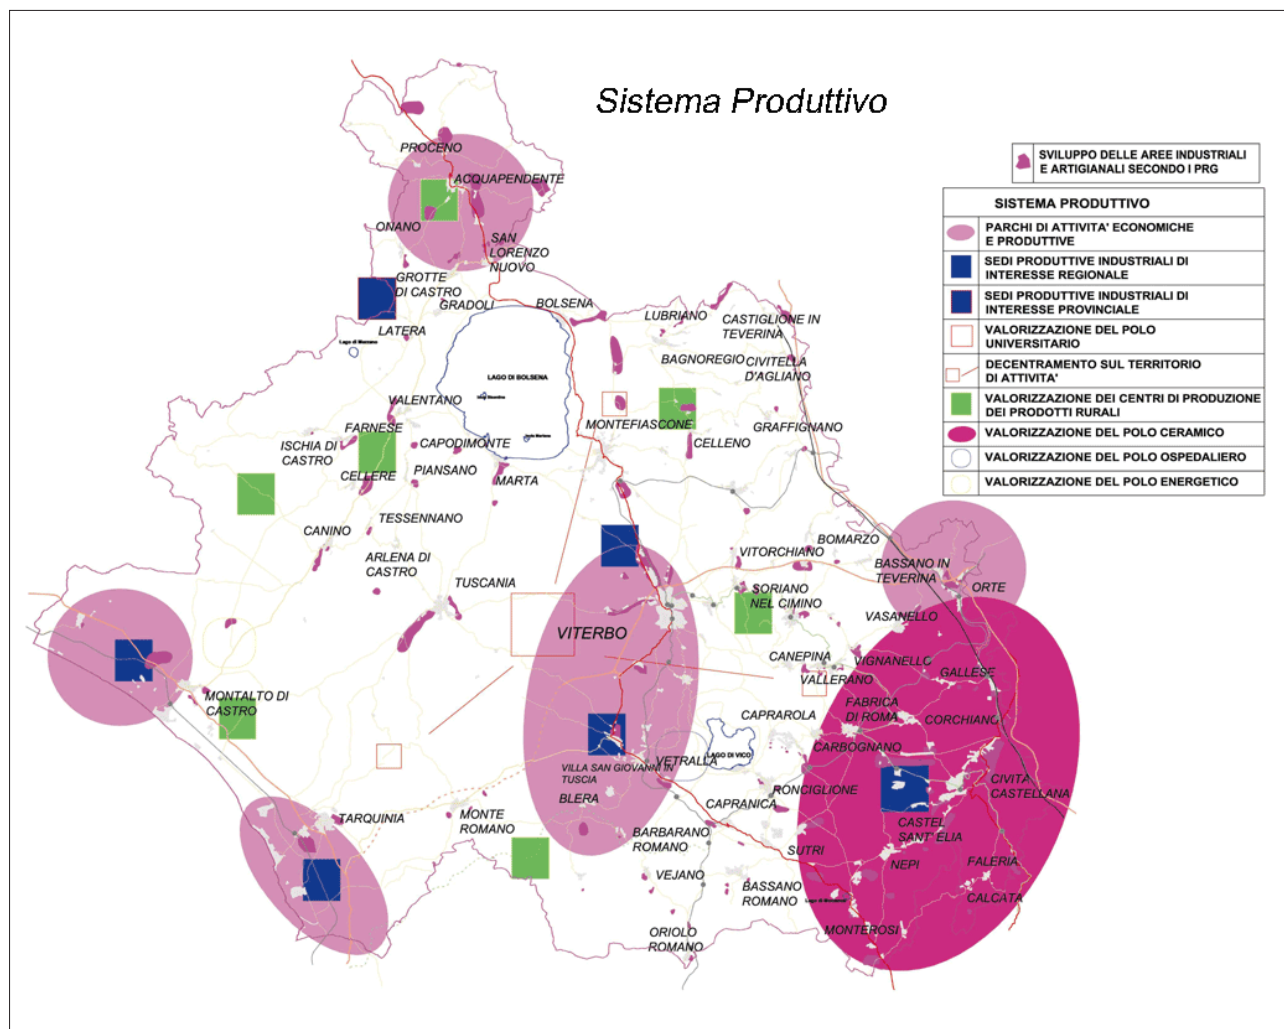 Sistema Produttivo
SVILUPPO DELLE AREE INDUSTRIALI
E ARTIGIANALI SECONDO I PRG
SISTEMA PRODUTTIVO
PARCHI DI ATTIVITA' ECONOMICHE
E PRODUTTIVE
SEDI PRODUTTIVE INDUSTRIALI DI
INTERESSE REGIONALE
SEDI PRODUTTIVE INDUSTRIALI DI
INTERESSE PROVINCIALE
VALORIZZAZIONE DEL POLO
UNIVERSITARIO
DECENTRAMENTO SUL TERRITORIO
DI ATTIVITA'
VALORIZZAZIONE DEI CENTRI DI PRODUZIONE
DEI PRODOTTI RURALI
VALORIZZAZIONE DEL POLO CERAMICO
VALORIZZAZIONE DEL POLO OSPEDALIERO
VALORIZZAZIONE DEL POLO ENERGETICO
PROCENO
ACQUAPENDENTE
ONANO
SAN
LORENZO
NUOVO
GROTTE
DI CASTRO
GRADOLI
BOLSENA
LATERA
LUBRIANO
CASTIGLIONE IN
TEVERINA
BAGNOREGIO
CIVITELLA
D'AGLIANO
LAGO DI BOLSENA
VALENTANO
FARNESE
ISCHIA DI
CASTRO
CAPODIMONTE
MONTEFIASCONE
GRAFFIGNANO
CELLENO
CELLERE
PIANSANO
MARTA
TESSENNANO
CANINO
ARLENA DI
CASTRO
TUSCANIA
VITORCHIANO
BOMARZO
BASSANO IN
TEVERINA
ORTE
SORIANO
NEL CIMINO
VASANELLO
VITERBO
CANEPINA
VIGNANELLO
VALLERANO
GALLESE
MONTALTO DI
CASTRO
FABRICA
DI ROMA
CAPRAROLA
CORCHIANO
CARBOGNANO
LAGO DI VICO
VETRALLA
VILLA SAN GIOVANNI IN
TUSCIA
BLERA
RONCIGLIONE
CIVITA
CASTELLANA
CAPRANICA
TARQUINIA
MONTE
ROMANO
CASTEL
SANT' ELIA
BARBARANO
ROMANO
SUTRI
NEPI
FALERIA
VEJANO
BASSANO
ROMANO
CALCATA
ORIOLO
ROMANO
MONTEROSI